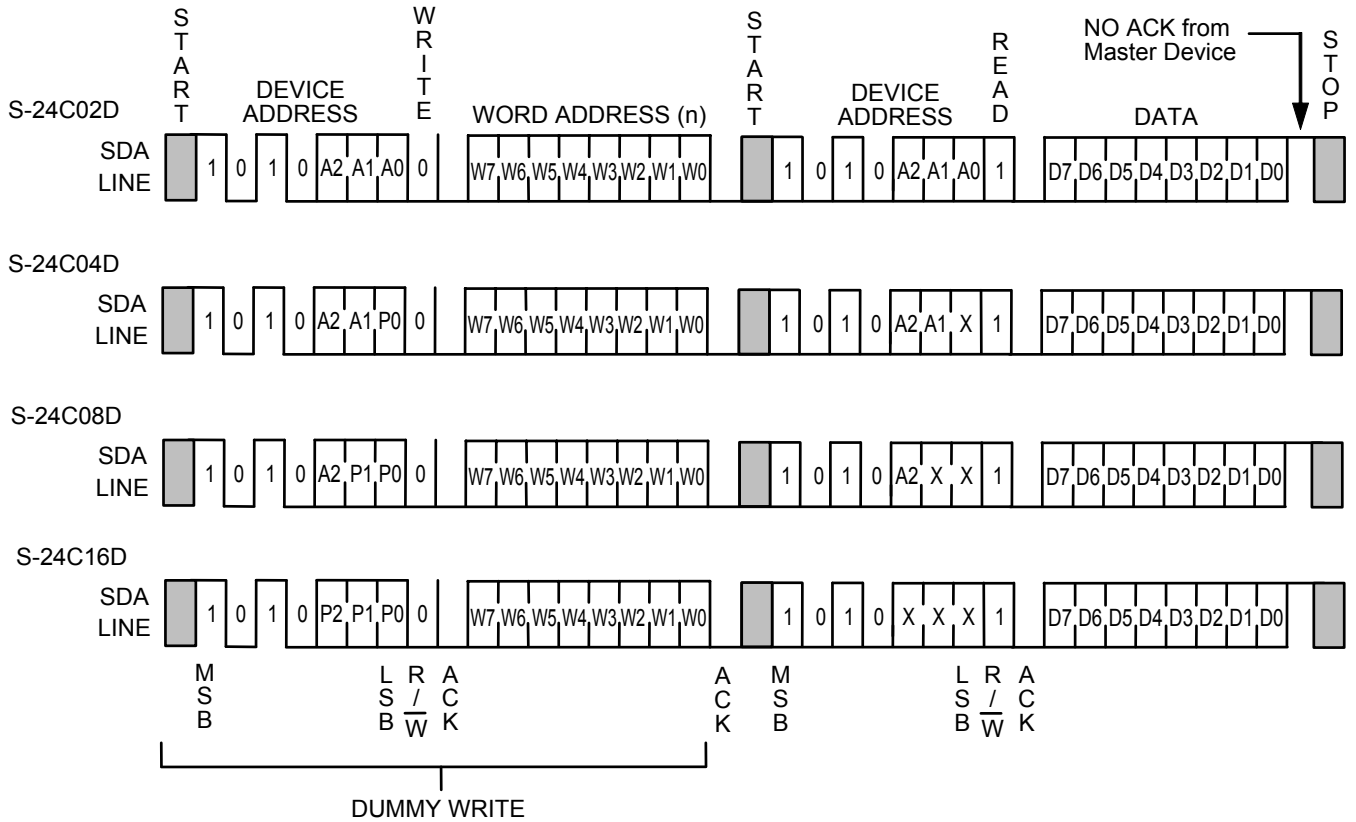 START
WRITE
START
READ
NO ACK from
Master Device
STOP
S-24C02D
DEVICE
ADDRESS
WORD ADDRESS (n)
DEVICE
ADDRESS
DATA
SDA
LINE
1 0 1 0 A2 A1 A0 0 W7 W6 W5 W4 W3 W2 W1 W0 1 0 1 0 A2 A1 A0 1 D7 D6 D5 D4 D3 D2 D1 D0
S-24C04D
SDA
LINE
1 0 1 0 A2 A1 P0 0 W7 W6 W5 W4 W3 W2 W1 W0 1 0 1 0 A2 A1 X 1 D7 D6 D5 D4 D3 D2 D1 D0
S-24C08D
SDA
LINE
1 0 1 0 A2 P1 P0 0 W7 W6 W5 W4 W3 W2 W1 W0 1 0 1 0 A2 X X 1 D7 D6 D5 D4 D3 D2 D1 D0
S-24C16D
SDA
LINE
1 0 1 0 P2 P1 P0 0 W7 W6 W5 W4 W3 W2 W1 W0 1 0 1 0 X X X 1 D7 D6 D5 D4 D3 D2 D1 D0
MSB
LSB
R/W̅
ACK
ACK
MSB
LSB
R/W̅
ACK
DUMMY WRITE